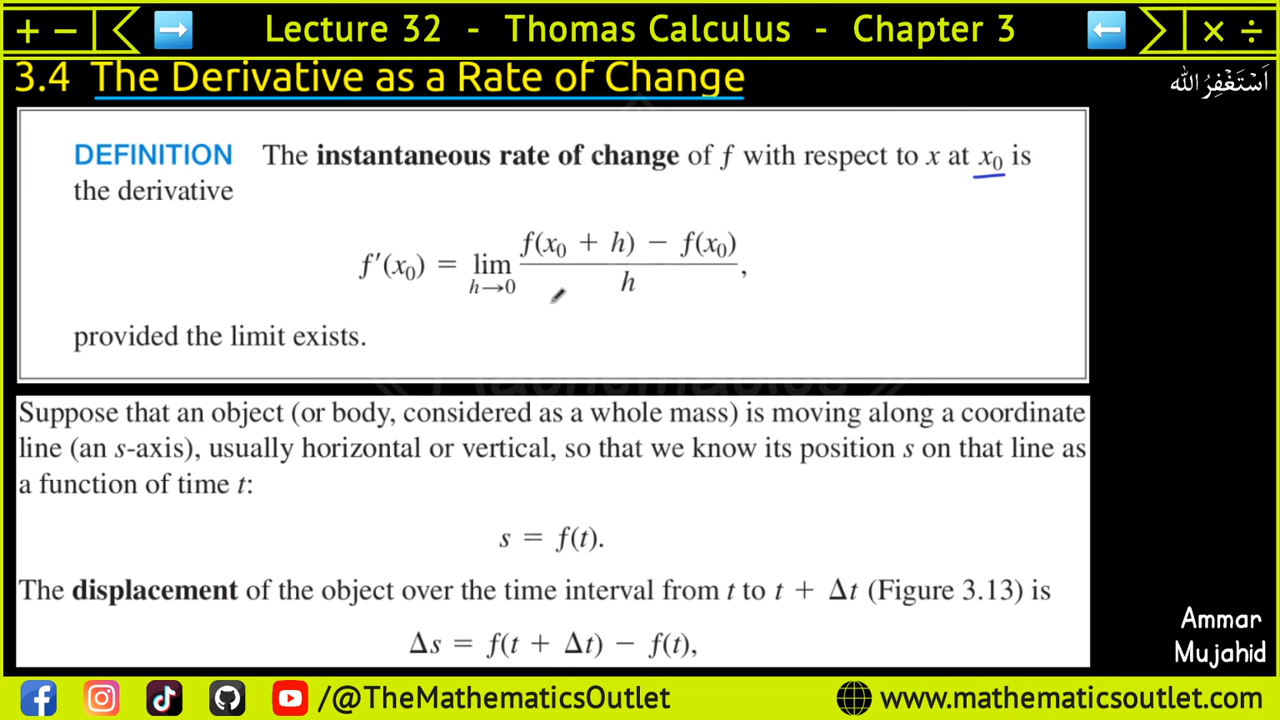 + − Lecture 32 - Thomas Calculus - Chapter 3 × ÷
3.4 The Derivative as a Rate of Change
اَسْتَغْفِرُ اللّٰه
DEFINITION The instantaneous rate of change of f with respect to x at x₀ is
the derivative
f′(x₀) = lim h→0 (f(x₀ + h) − f(x₀)) / h,
provided the limit exists.
Suppose that an object (or body, considered as a whole mass) is moving along a coordinate
line (an s-axis), usually horizontal or vertical, so that we know its position s on that line as
a function of time t:
s = f(t).
The displacement of the object over the time interval from t to t + Δt (Figure 3.13) is
Δs = f(t + Δt) − f(t),
Ammar
Mujahid
/@TheMathematicsOutlet www.mathematicsoutlet.com